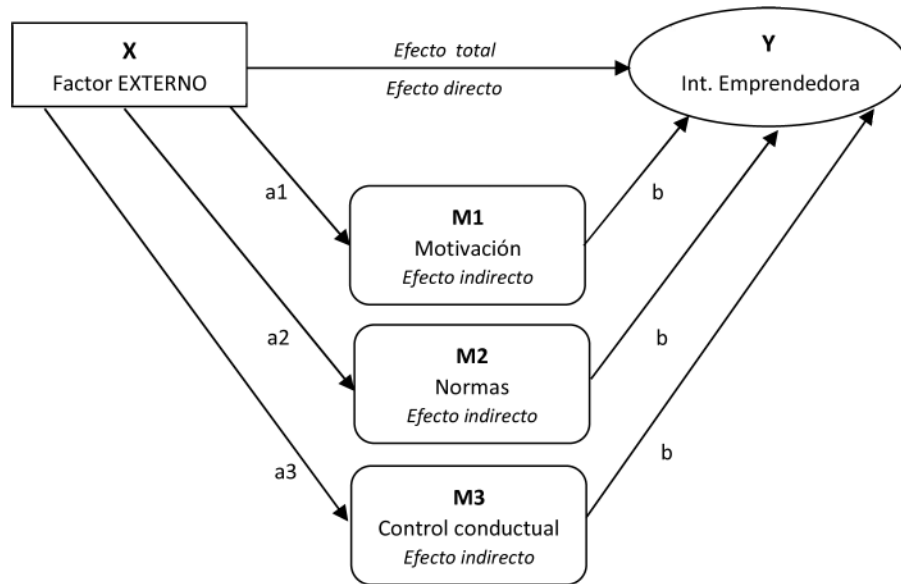 X
Factor EXTERNO
Efecto total
Efecto directo
Y
Int. Emprendedora
a1
M1
Motivación
Efecto indirecto
b
a2
M2
Normas
Efecto indirecto
b
a3
M3
Control conductual
Efecto indirecto
b